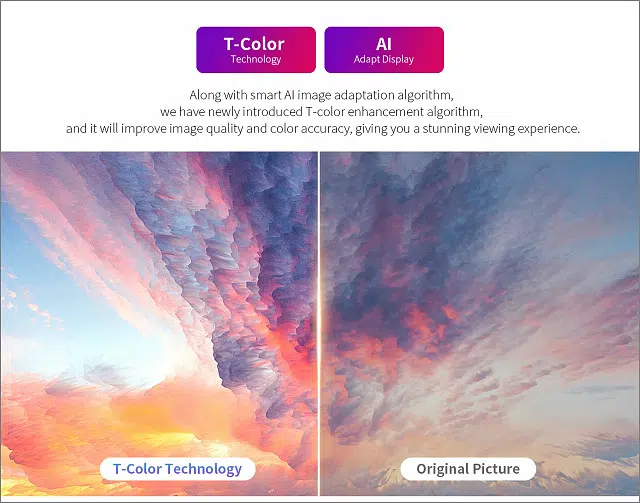 T-Color
Technology
AI
Adapt Display
Along with smart AI image adaptation algorithm,
we have newly introduced T-color enhancement algorithm,
and it will improve image quality and color accuracy, giving you a stunning viewing experience.
T-Color Technology
Original Picture